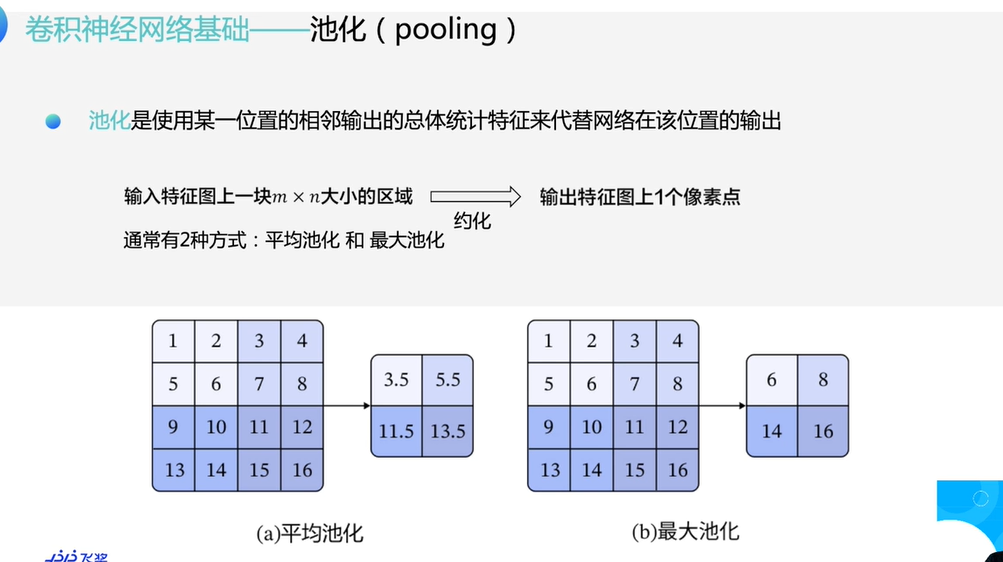 卷积神经网络基础——池化（pooling）
池化是使用某一位置的相邻输出的总体统计特征来代替网络在该位置的输出
输入特征图上一块m × n大小的区域
约化
输出特征图上1个像素点
通常有2种方式：平均池化 和 最大池化
1 2 3 4
5 6 7 8
9 10 11 12
13 14 15 16
3.5 5.5
11.5 13.5
(a)平均池化
1 2 3 4
5 6 7 8
9 10 11 12
13 14 15 16
6 8
14 16
(b)最大池化
飞桨